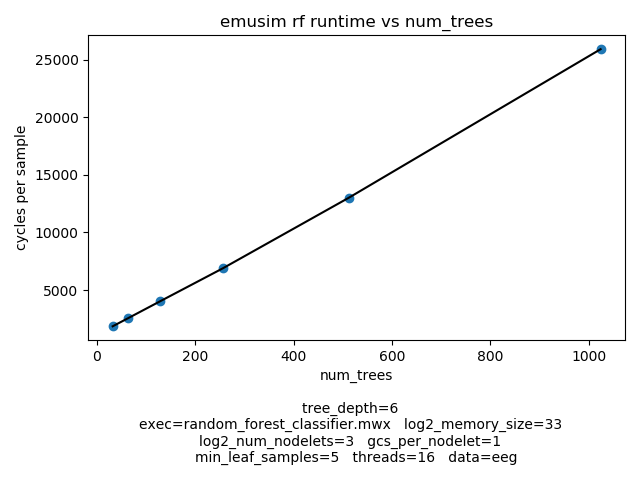 emusim rf runtime vs num_trees
25000
20000
15000
10000
5000
cycles per sample
0 200 400 600 800 1000
num_trees
tree_depth=6
exec=random_forest_classifier.mwx log2_memory_size=33
log2_num_nodelets=3 gcs_per_nodelet=1
min_leaf_samples=5 threads=16 data=eeg